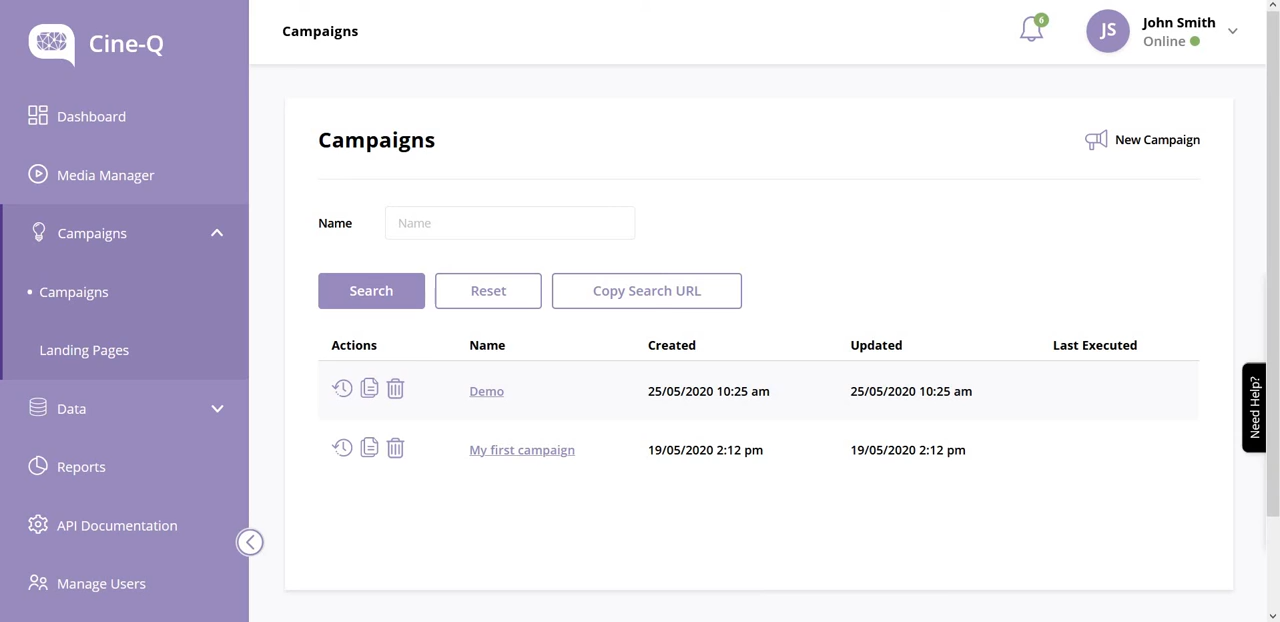 Cine-Q
Dashboard
Media Manager
Campaigns
Campaigns
Landing Pages
Data
Reports
API Documentation
Manage Users
Campaigns
6
JS
John Smith
Online
Campaigns
New Campaign
Name
Name
Search Reset Copy Search URL
Actions Name Created Updated Last Executed
Demo 25/05/2020 10:25 am 25/05/2020 10:25 am
My first campaign 19/05/2020 2:12 pm 19/05/2020 2:12 pm
Need Help?